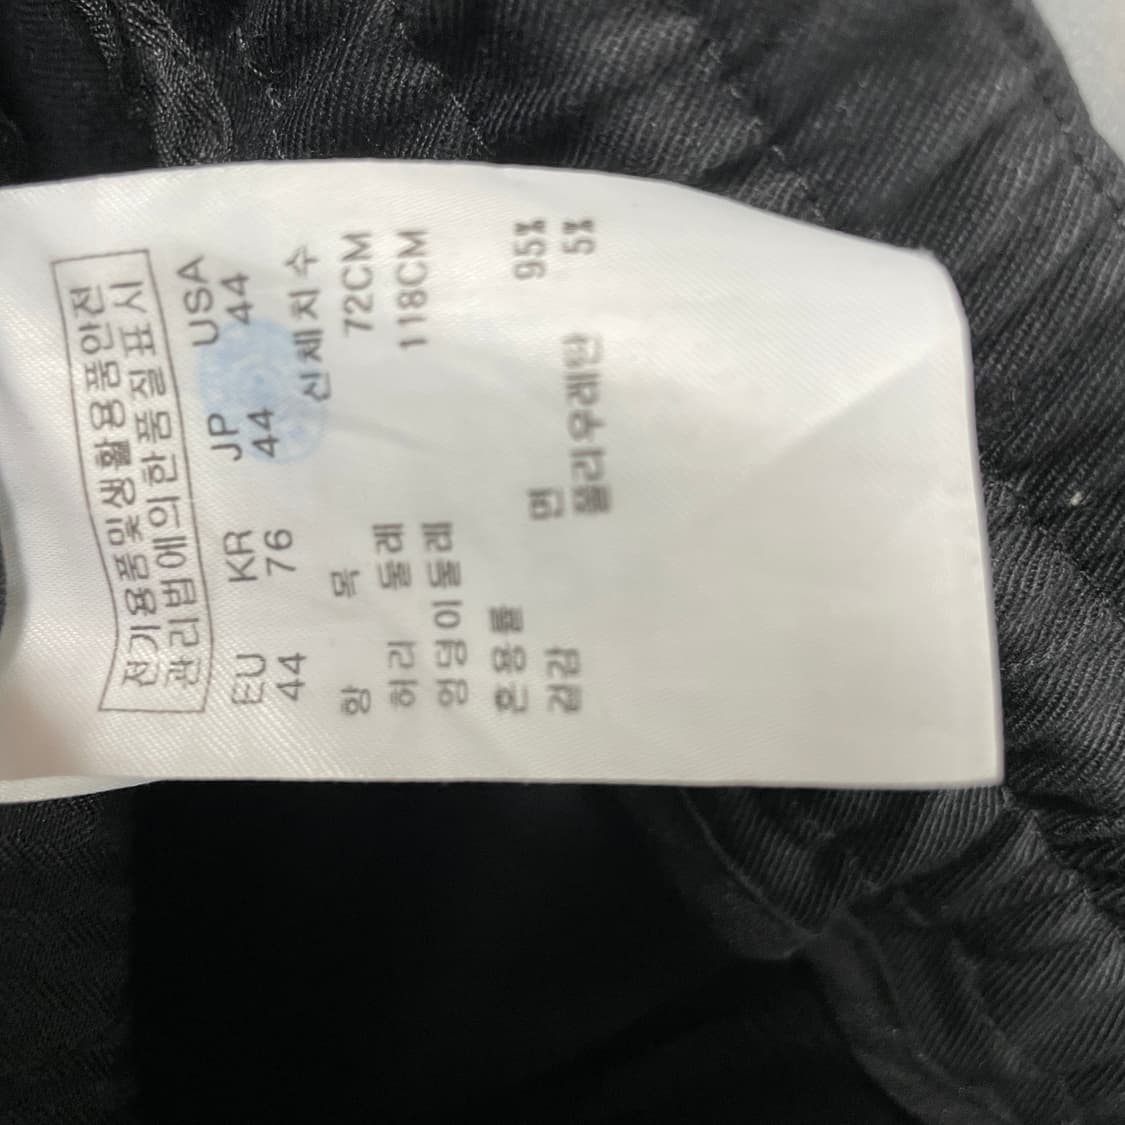 전기용품및생활용품안전
관리법에의한품질표시
EU KR JP USA
44 76 44 44
항 목 신체치수
허리 둘레 72CM
엉덩이둘레 118CM
혼용률
겉감 면 95%
폴리우레탄 5%